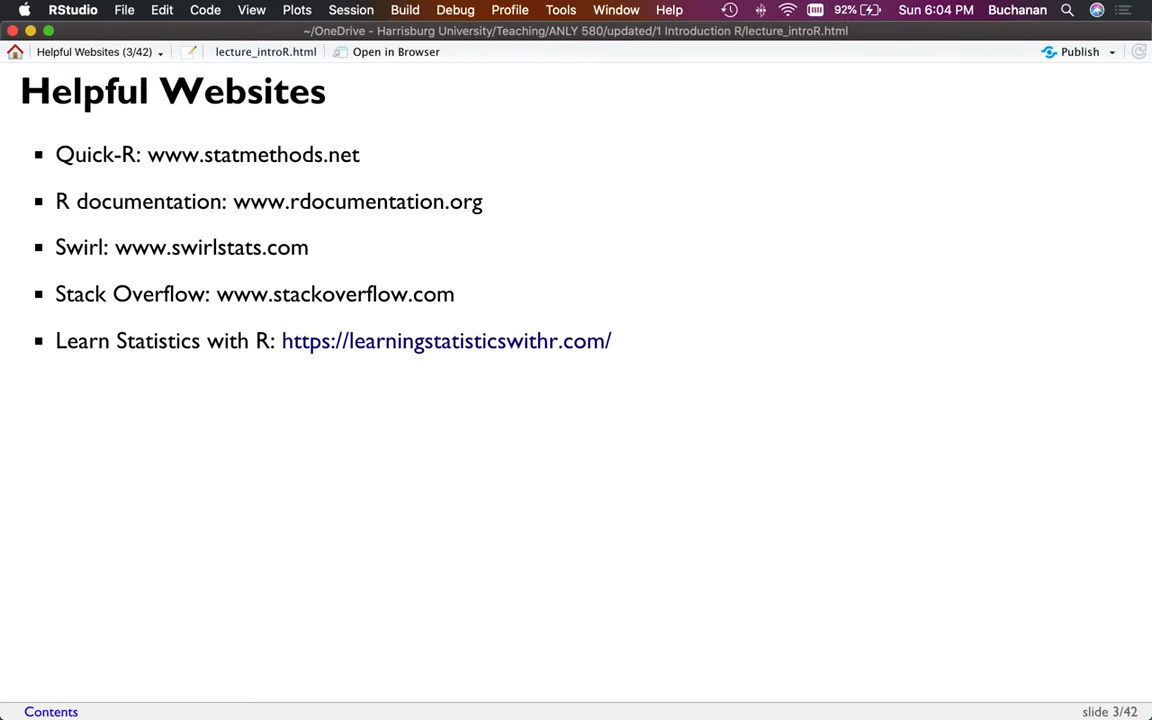 RStudio File Edit Code View Plots Session Build Debug Profile Tools Window Help 92% Sun 6:04 PM Buchanan
~/OneDrive - Harrisburg University/Teaching/ANLY 580/updated/1 Introduction R/lecture_introR.html
Helpful Websites (3/42) lecture_introR.html Open in Browser Publish
Helpful Websites
Quick-R: www.statmethods.net
R documentation: www.rdocumentation.org
Swirl: www.swirlstats.com
Stack Overflow: www.stackoverflow.com
Learn Statistics with R: https://learningstatisticswithr.com/
Contents slide 3/42